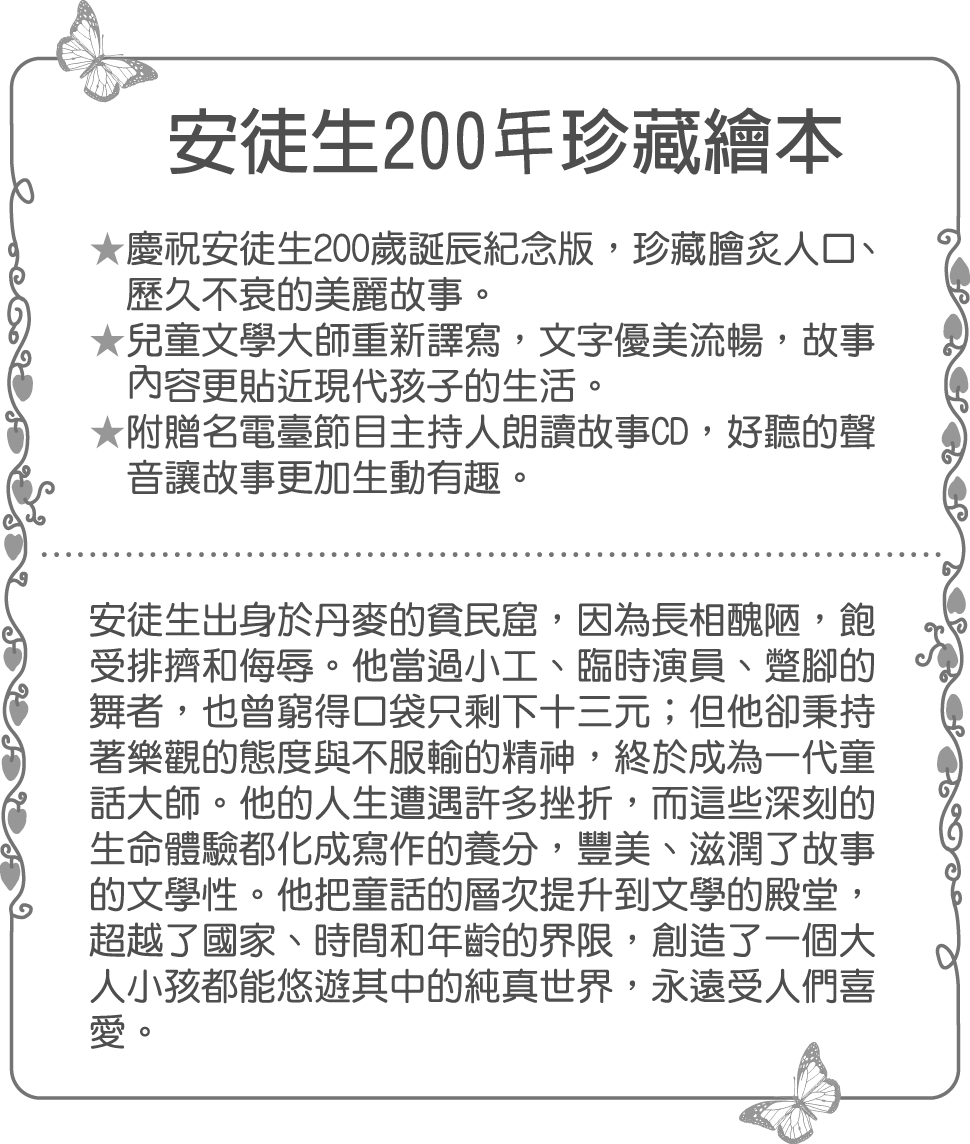 安徒生200年珍藏繪本
★慶祝安徒生200歲誕辰紀念版，珍藏膾炙人口、
歷久不衰的美麗故事。
★兒童文學大師重新譯寫，文字優美流暢，故事
內容更貼近現代孩子的生活。
★附贈名電臺節目主持人朗讀故事CD，好聽的聲
音讓故事更加生動有趣。
安徒生出身於丹麥的貧民窟，因為長相醜陋，飽
受排擠和侮辱。他當過小工、臨時演員、蹩腳的
舞者，也曾窮得口袋只剩下十三元；但他卻秉持
著樂觀的態度與不服輸的精神，終於成為一代童
話大師。他的人生遭遇許多挫折，而這些深刻的
生命體驗都化成寫作的養分，豐美、滋潤了故事
的文學性。他把童話的層次提升到文學的殿堂，
超越了國家、時間和年齡的界限，創造了一個大
人小孩都能悠遊其中的純真世界，永遠受人們喜
愛。